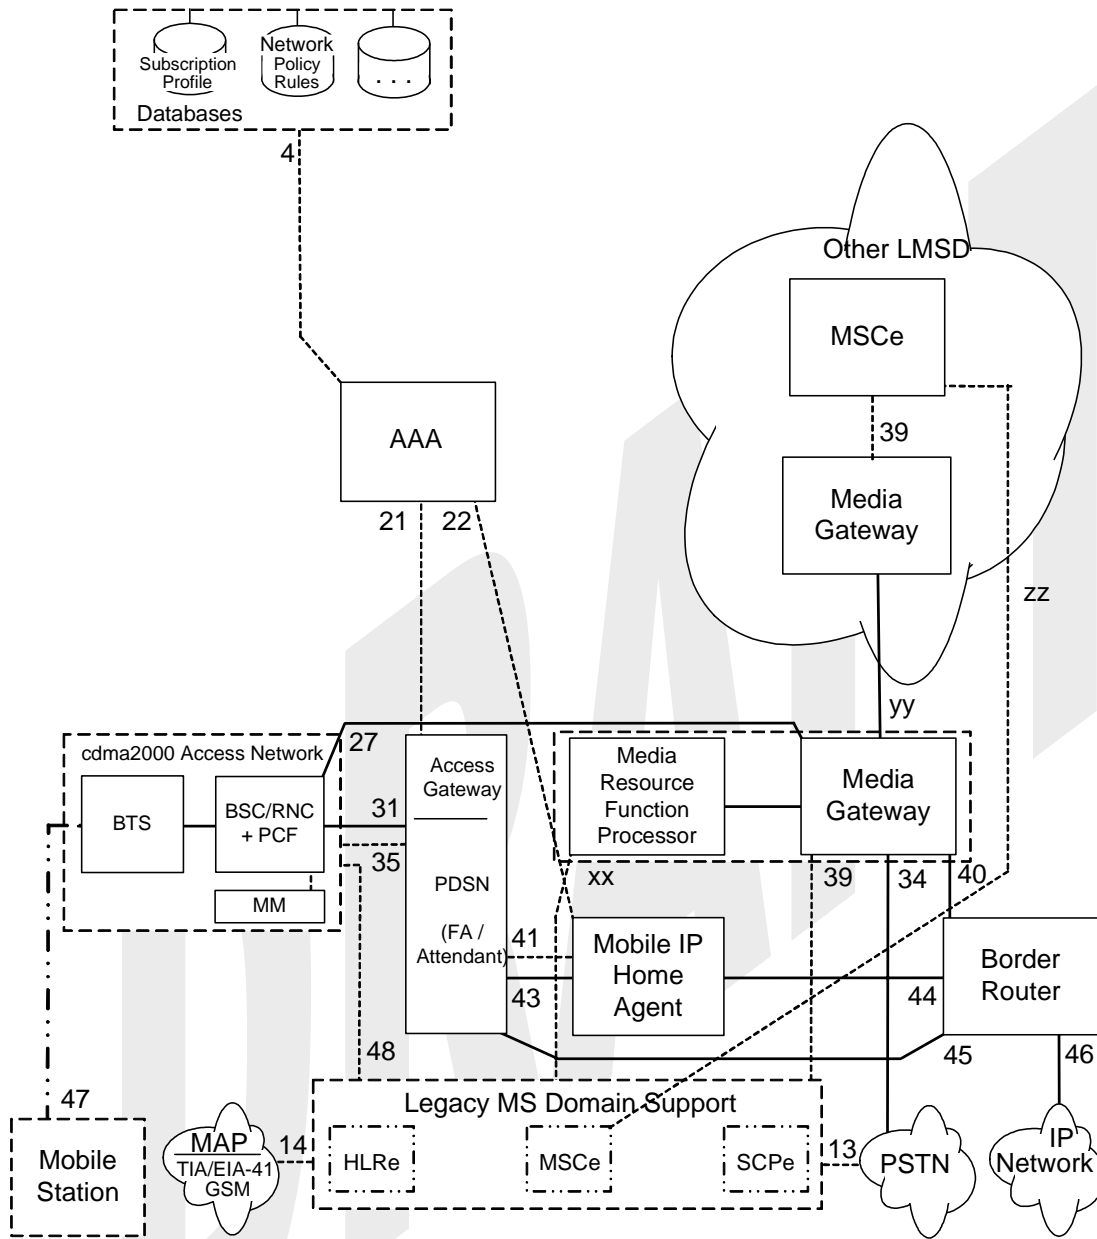 Subscription
Profile
Network
Policy
Rules
. . .
Databases
4
Other LMSD
MSCe
39
Media
Gateway
zz
yy
AAA
21
22
cdma2000 Access Network
27
BTS
BSC/RNC
+ PCF
MM
31
35
Access
Gateway
PDSN
(FA /
Attendant)
Media
Resource
Function
Processor
Media
Gateway
xx
39
34
40
41
43
Mobile IP
Home
Agent
44
Border
Router
45
46
48
47
Mobile
Station
MAP
TIA/EIA-41
GSM
14
Legacy MS Domain Support
HLRe
MSCe
SCPe
13
PSTN
IP
Network
DRAFT